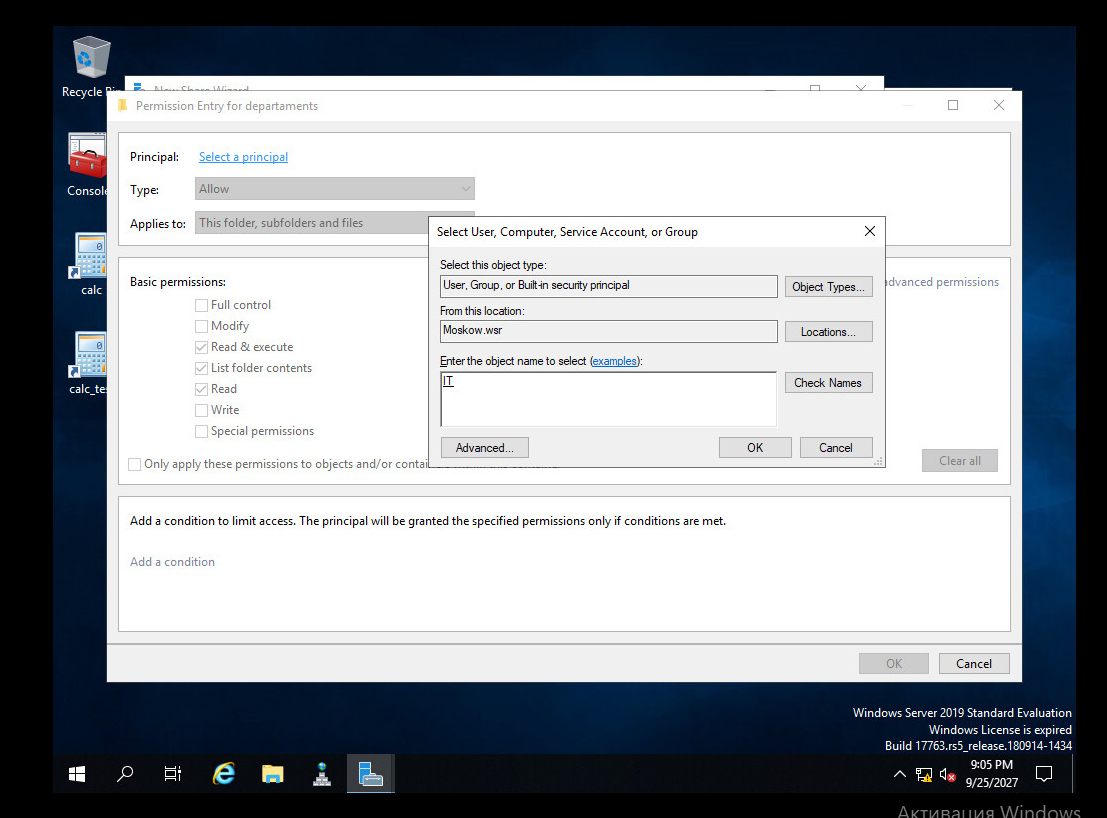 Recycle
New Share Wizard
Permission Entry for departaments
Console
calc
calc_te
Principal: Select a principal
Type: Allow
Applies to: This folder, subfolders and files
Basic permissions:
advanced permissions
Full control
Modify
Read & execute
List folder contents
Read
Write
Special permissions
Only apply these permissions to objects and/or
Clear all
Select User, Computer, Service Account, or Group
Select this object type:
User, Group, or Built-in security principal
Object Types...
From this location:
Moskow.wsr
Locations...
Enter the object name to select (examples):
IT
Check Names
Advanced...
OK
Cancel
Add a condition to limit access. The principal will be granted the specified permissions only if conditions are met.
Add a condition
OK
Cancel
Windows Server 2019 Standard Evaluation
Windows License is expired
Build 17763.rs5_release.180914-1434
9:05 PM
9/25/2027
Активация Windows